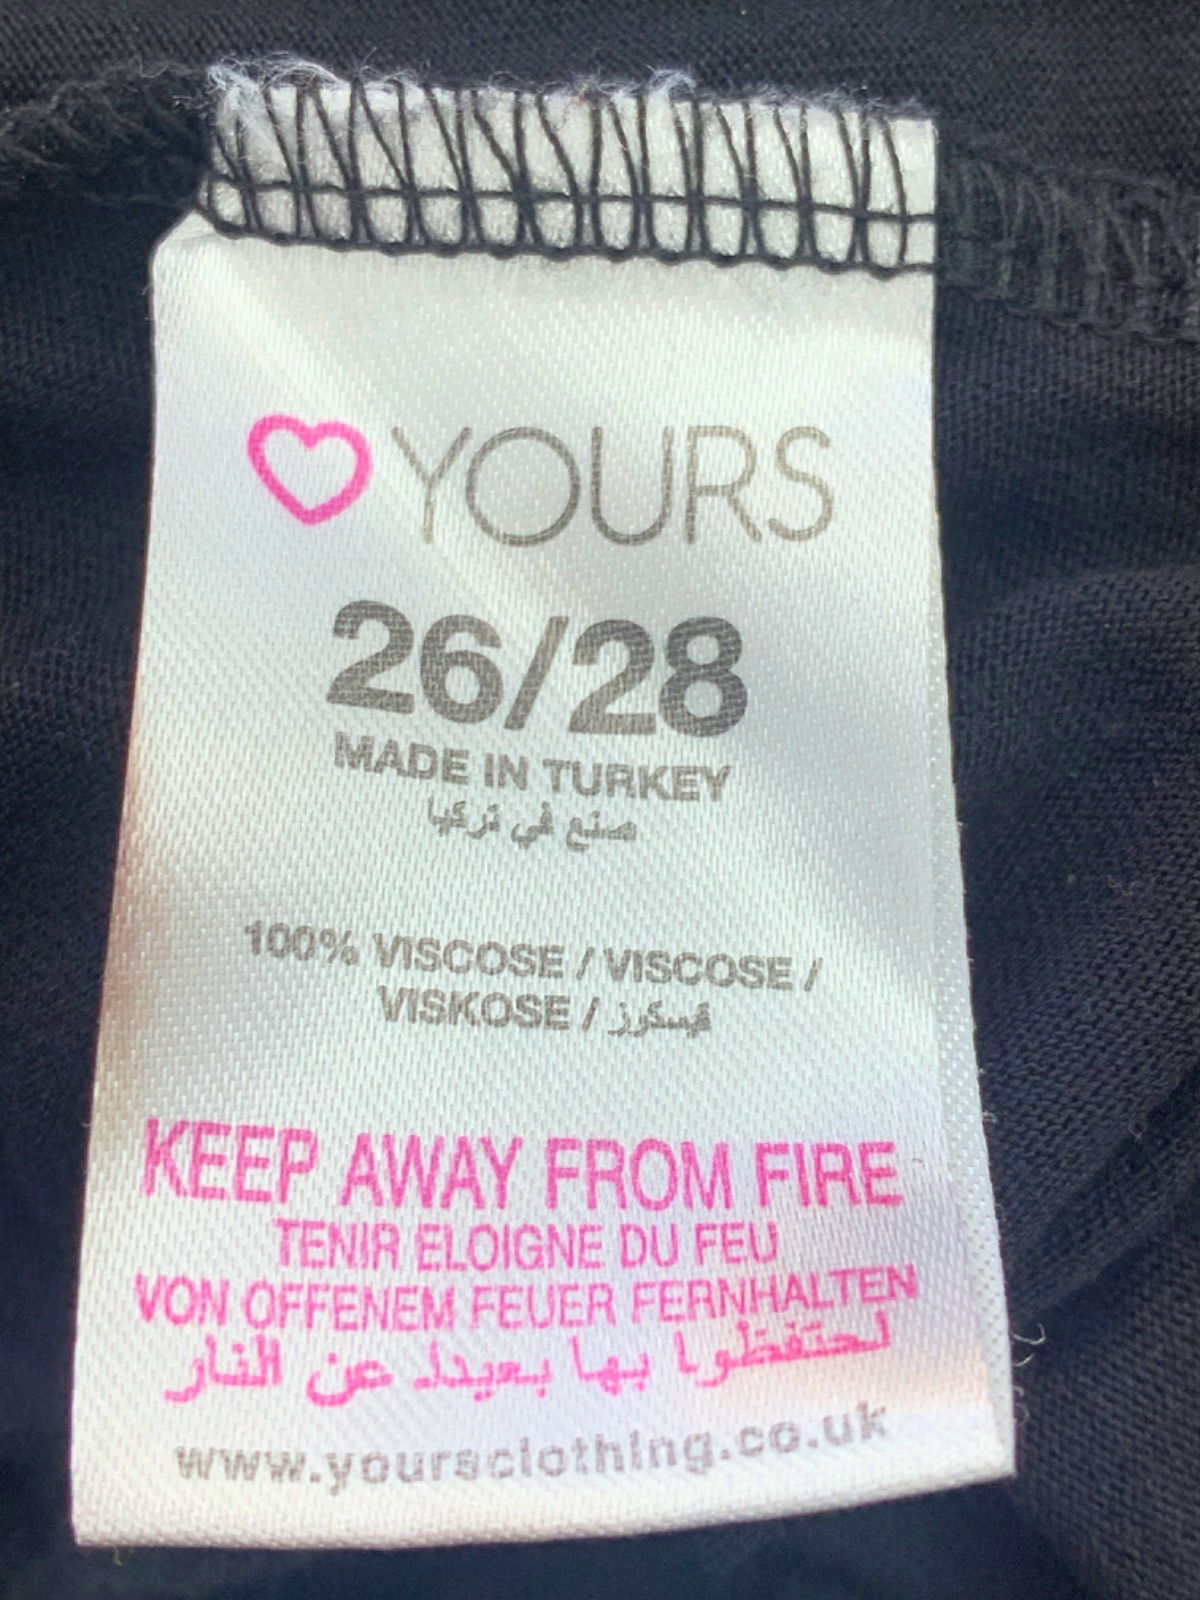 YOURS
26/28
MADE IN TURKEY
صنع في تركيا
100% VISCOSE / VISCOSE /
VISKOSE / فيسكوز
KEEP AWAY FROM FIRE
TENIR ELOIGNE DU FEU
VON OFFENEM FEUER FERNHALTEN
لحتفظوا بها بعيدا عن النار
www.yoursclothing.co.uk